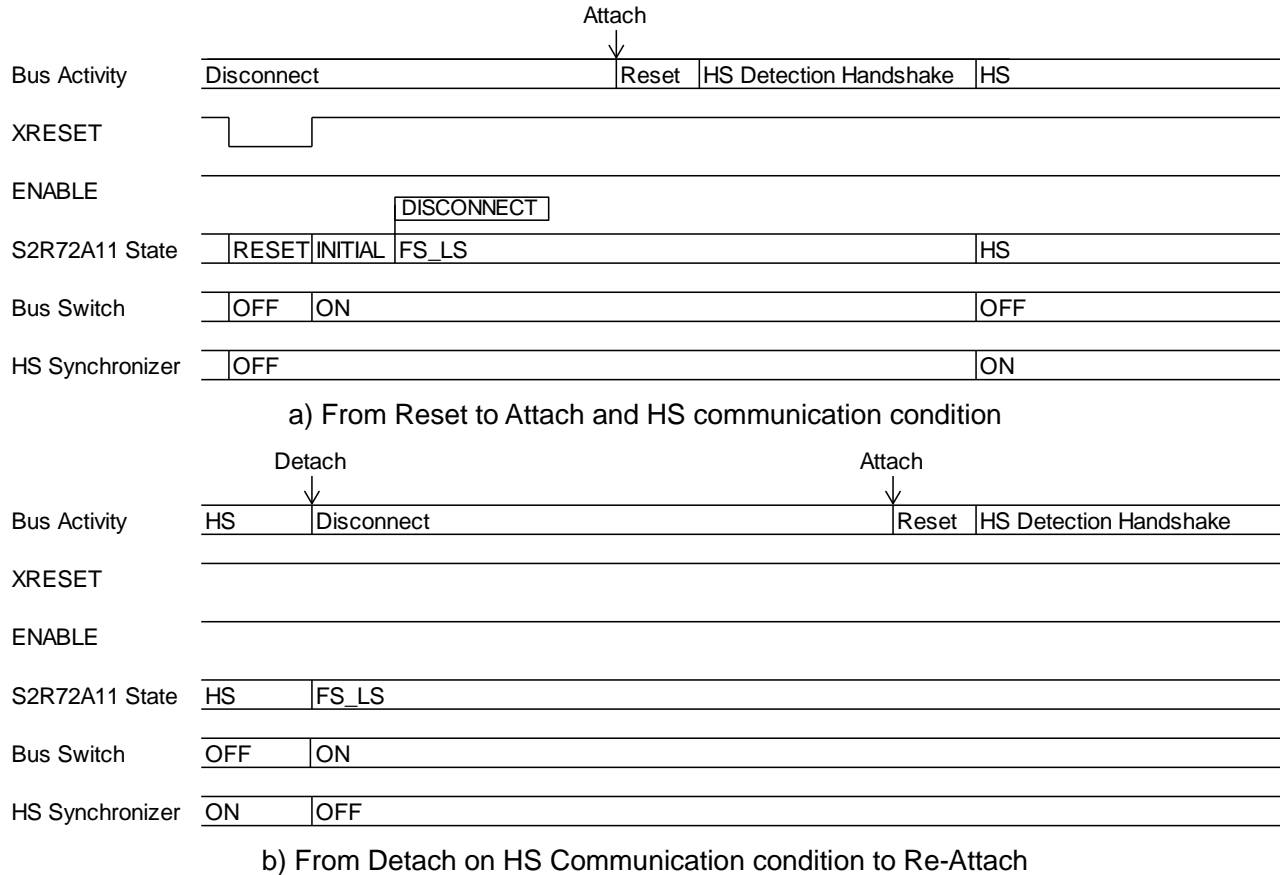 Attach
Bus Activity Disconnect Reset HS Detection Handshake HS
XRESET
ENABLE
DISCONNECT
S2R72A11 State RESET INITIAL FS_LS HS
Bus Switch OFF ON OFF
HS Synchronizer OFF ON
a) From Reset to Attach and HS communication condition
Detach Attach
Bus Activity HS Disconnect Reset HS Detection Handshake
XRESET
ENABLE
S2R72A11 State HS FS_LS
Bus Switch OFF ON
HS Synchronizer ON OFF
b) From Detach on HS Communication condition to Re-Attach